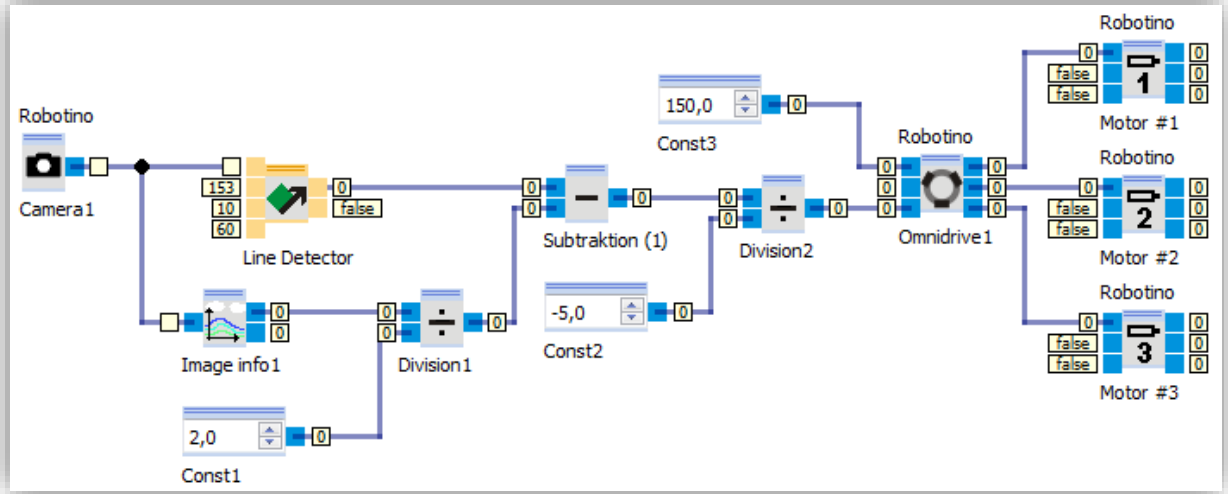 Robotino
Camera1
153
10
60
0
false
Line Detector
0
0
Image info1
2,0
0
Const1
0
0
0
Division1
0
0
0
Subtraktion (1)
-5,0
0
Const2
150,0
0
Const3
0
0
0
Division2
Robotino
0
0
0
0
0
0
Omnidrive1
Robotino
0
false
false
1
0
0
0
Motor #1
Robotino
0
false
false
2
0
0
0
Motor #2
Robotino
0
false
false
3
0
0
0
Motor #3